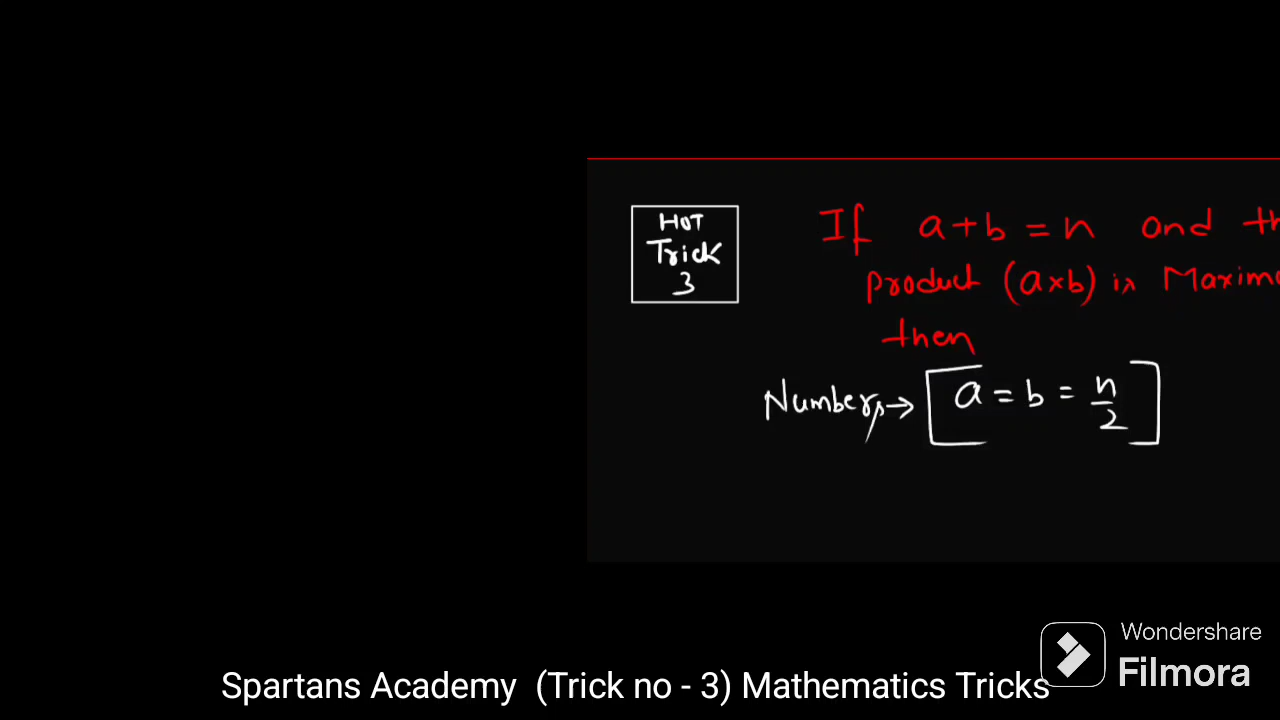 HOT
Trick
3
If a+b = n and th
product (a×b) is Maxim
then
Numbers → [a = b = n/2]
Wondershare
Filmora
Spartans Academy (Trick no - 3) Mathematics Tricks